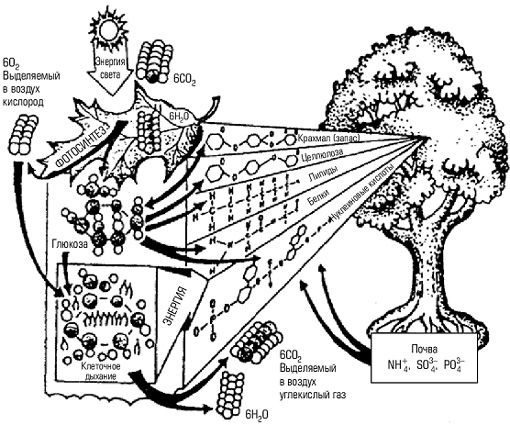 6O₂
Выделяемый
в воздух
кислород
Энергия
света
6CO₂
6H₂O
ФОТОСИНТЕЗ
Крахмал (запас)
Целлюлоза
Липиды
Белки
Нуклеиновые кислоты
Глюкоза
ЭНЕРГИЯ
Клеточное
дыхание
6CO₂
Выделяемый
в воздух
углекислый газ
6H₂O
Почва
NH₄⁺, SO₄³⁻, PO₄³⁻